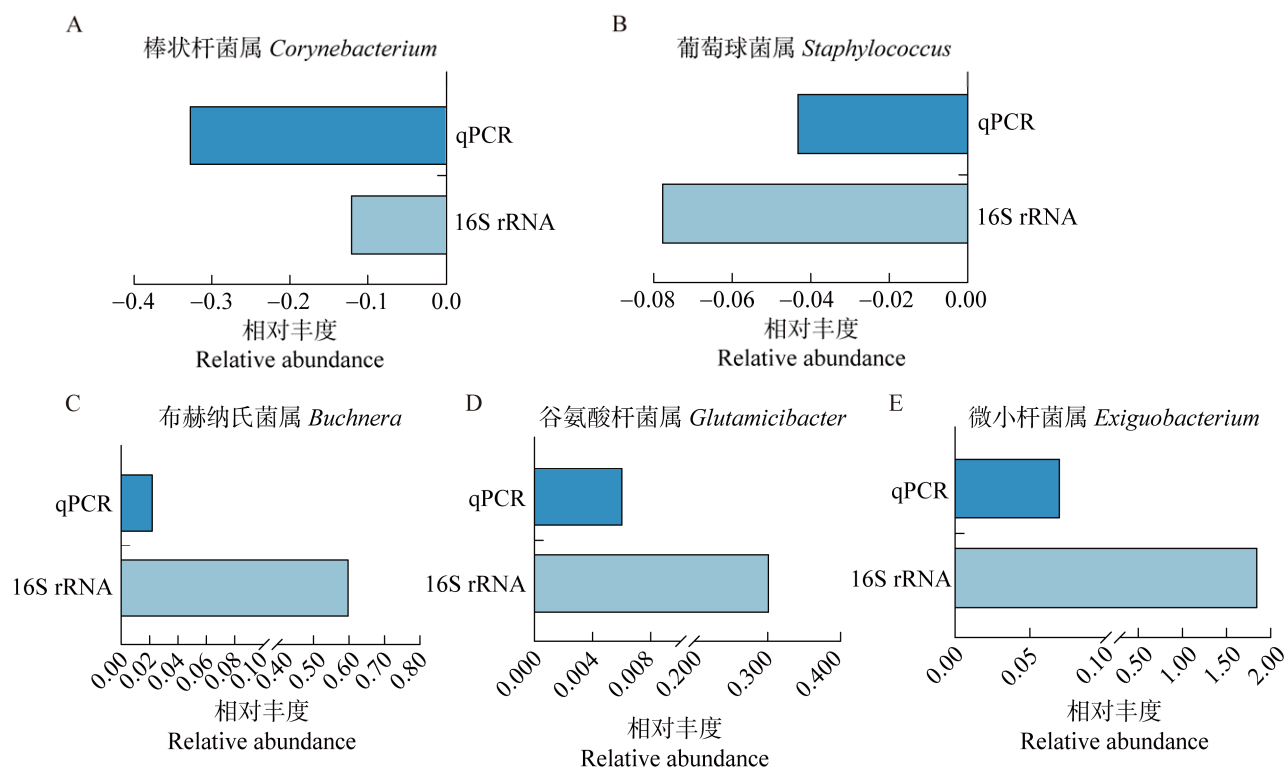 A
棒状杆菌属 Corynebacterium
qPCR
16S rRNA
−0.4 −0.3 −0.2 −0.1 0.0
相对丰度
Relative abundance
B
葡萄球菌属 Staphylococcus
qPCR
16S rRNA
−0.08 −0.06 −0.04 −0.02 0.00
相对丰度
Relative abundance
C
布赫纳氏菌属 Buchnera
qPCR
16S rRNA
0.00 0.02 0.04 0.06 0.08 0.10 0.40 0.50 0.60 0.70 0.80
相对丰度
Relative abundance
D
谷氨酸杆菌属 Glutamicibacter
qPCR
16S rRNA
0.000 0.004 0.008 0.200 0.300 0.400
相对丰度
Relative abundance
E
微小杆菌属 Exiguobacterium
qPCR
16S rRNA
0.00 0.05 0.10 0.50 1.00 1.50 2.00
相对丰度
Relative abundance